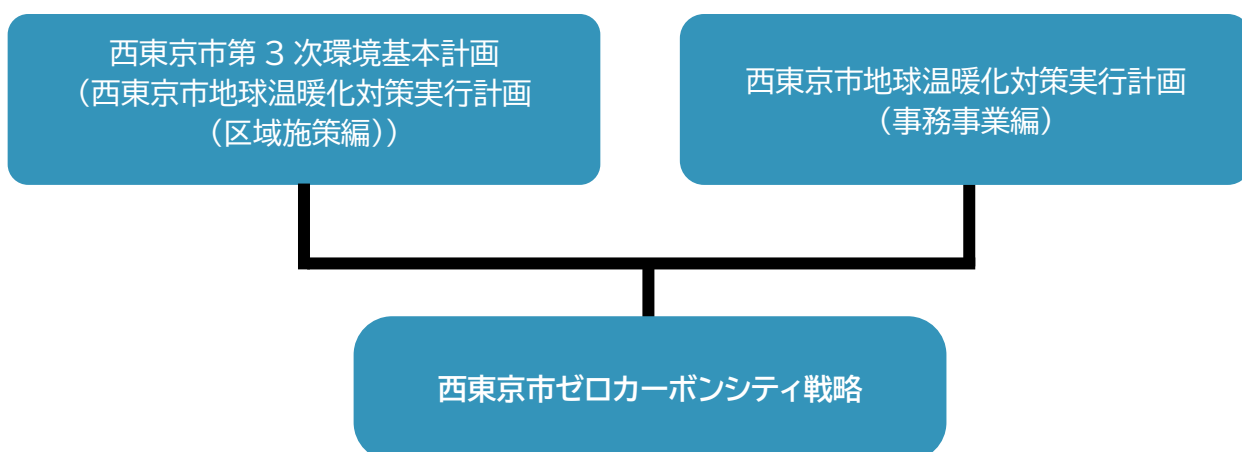 西東京市第 3 次環境基本計画
（西東京市地球温暖化対策実行計画
（区域施策編））
西東京市地球温暖化対策実行計画
（事務事業編）
西東京市ゼロカーボンシティ戦略